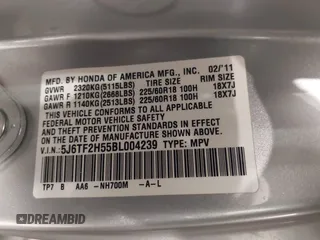 MFD. BY HONDA OF AMERICA MFG., INC. 02/'11
GVWR 2320KG(5115LBS) TIRE SIZE RIM SIZE
GAWR F 1210KG(2668LBS) 225/60R18 100H 18X7J
GAWR R 1140KG(2513LBS) 225/60R18 100H 18X7J
THIS VEHICLE CONFORMS TO ALL APPLICABLE
FEDERAL MOTOR VEHICLE SAFETY AND
THEFT PREVENTION STANDARDS IN EFFECT ON
THE DATE OF MANUFACTURE SHOWN ABOVE.
V.I.N: 5J6TF2H55BL004239 TYPE: MPV
TP7 B AA6 -NH700M -A-L
DREAMBID